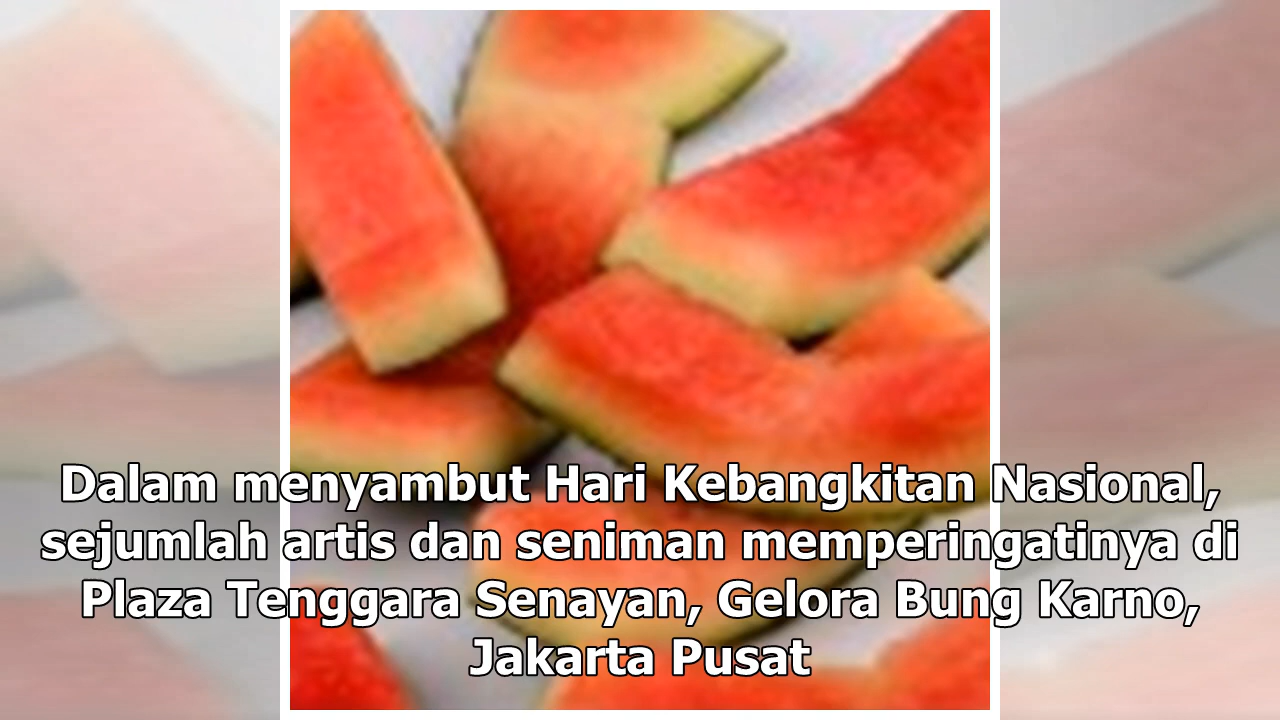 Dalam menyambut Hari Kebangkitan Nasional,
sejumlah artis dan seniman memperingatinya di
Plaza Tenggara Senayan, Gelora Bung Karno,
Jakarta Pusat